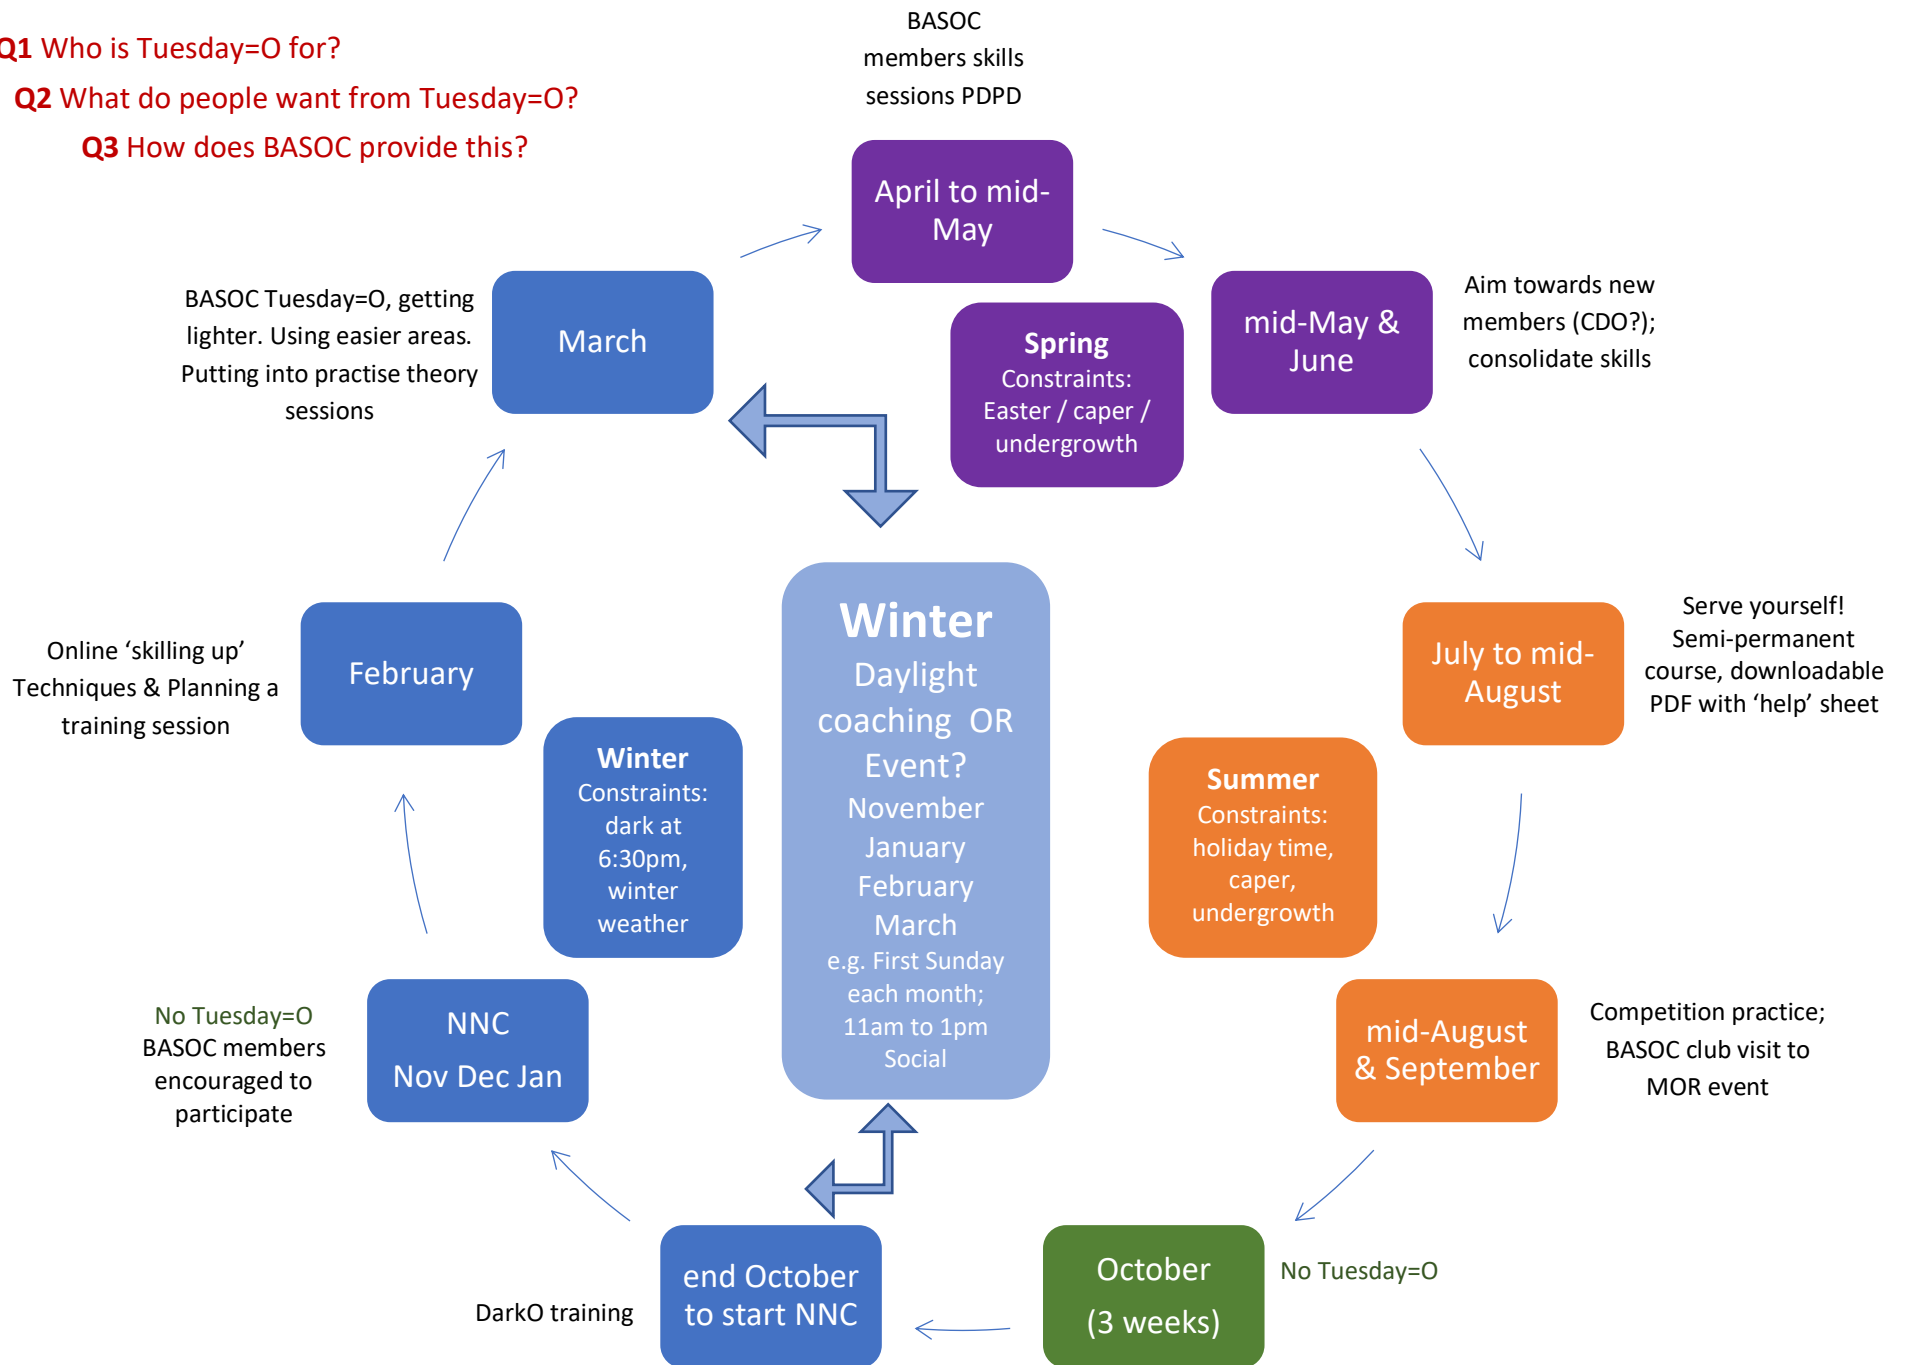 Q1 Who is Tuesday=O for?
Q2 What do people want from Tuesday=O?
Q3 How does BASOC provide this?
BASOC
members skills
sessions PDPD
April to mid-
May
mid-May &
June
Aim towards new
members (CDO?);
consolidate skills
Spring
Constraints:
Easter / caper /
undergrowth
July to mid-
August
Serve yourself!
Semi-permanent
course, downloadable
PDF with ‘help’ sheet
Summer
Constraints:
holiday time,
caper,
undergrowth
mid-August
& September
Competition practice;
BASOC club visit to
MOR event
October
(3 weeks)
No Tuesday=O
end October
to start NNC
DarkO training
NNC
Nov Dec Jan
No Tuesday=O
BASOC members
encouraged to
participate
Winter
Constraints:
dark at
6:30pm,
winter
weather
February
Online ‘skilling up’
Techniques & Planning a
training session
March
BASOC Tuesday=O, getting
lighter. Using easier areas.
Putting into practise theory
sessions
Winter
Daylight
coaching OR
Event?
November
January
February
March
e.g. First Sunday
each month;
11am to 1pm
Social